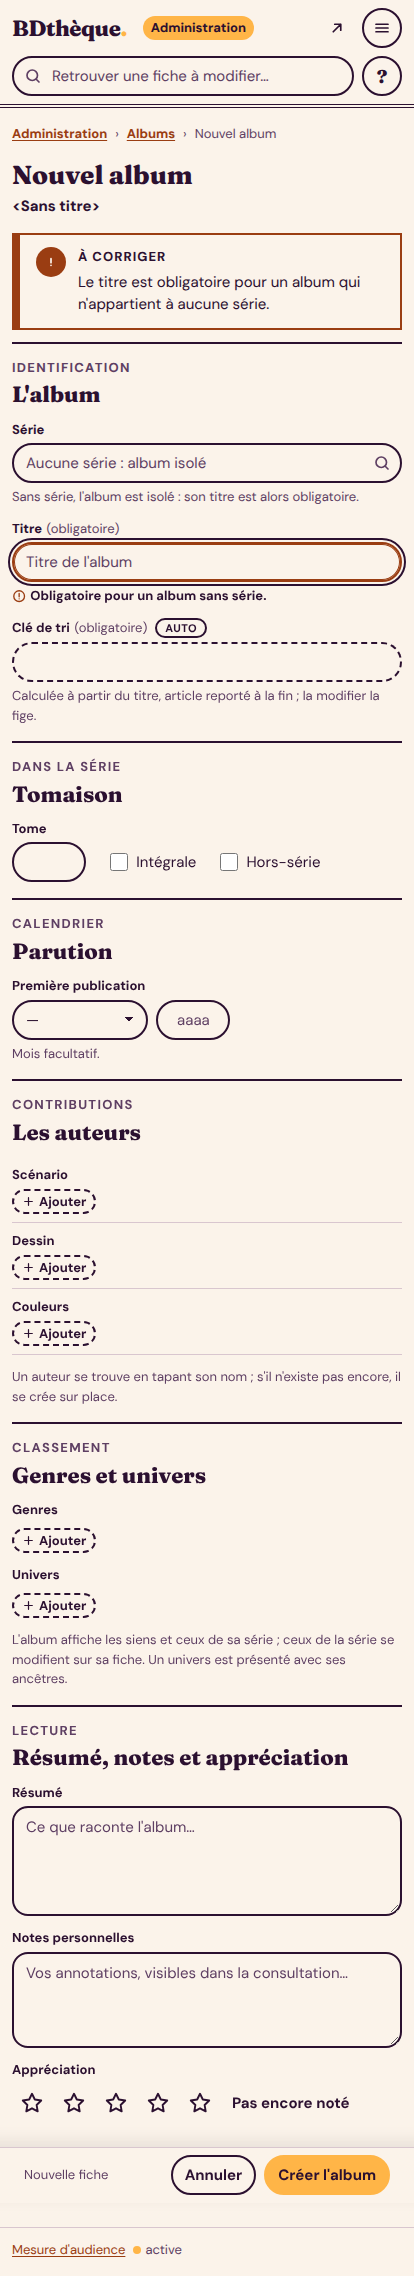 BDthèque. Administration
Retrouver une fiche à modifier… ?
Administration › Albums › Nouvel album
Nouvel album
<Sans titre>
! À CORRIGER
Le titre est obligatoire pour un album qui
n'appartient à aucune série.
IDENTIFICATION
L'album
Série
Aucune série : album isolé
Sans série, l'album est isolé : son titre est alors obligatoire.
Titre (obligatoire)
Titre de l'album
Obligatoire pour un album sans série.
Clé de tri (obligatoire) AUTO
Calculée à partir du titre, article reporté à la fin ; la modifier la
fige.
DANS LA SÉRIE
Tomaison
Tome
Intégrale Hors-série
CALENDRIER
Parution
Première publication
— aaaa
Mois facultatif.
CONTRIBUTIONS
Les auteurs
Scénario
+ Ajouter
Dessin
+ Ajouter
Couleurs
+ Ajouter
Un auteur se trouve en tapant son nom ; s'il n'existe pas encore, il
se crée sur place.
CLASSEMENT
Genres et univers
Genres
+ Ajouter
Univers
+ Ajouter
L'album affiche les siens et ceux de sa série ; ceux de la série se
modifient sur sa fiche. Un univers est présenté avec ses
ancêtres.
LECTURE
Résumé, notes et appréciation
Résumé
Ce que raconte l'album…
Notes personnelles
Vos annotations, visibles dans la consultation…
Appréciation
Pas encore noté
Nouvelle fiche Annuler Créer l'album
Mesure d'audience active